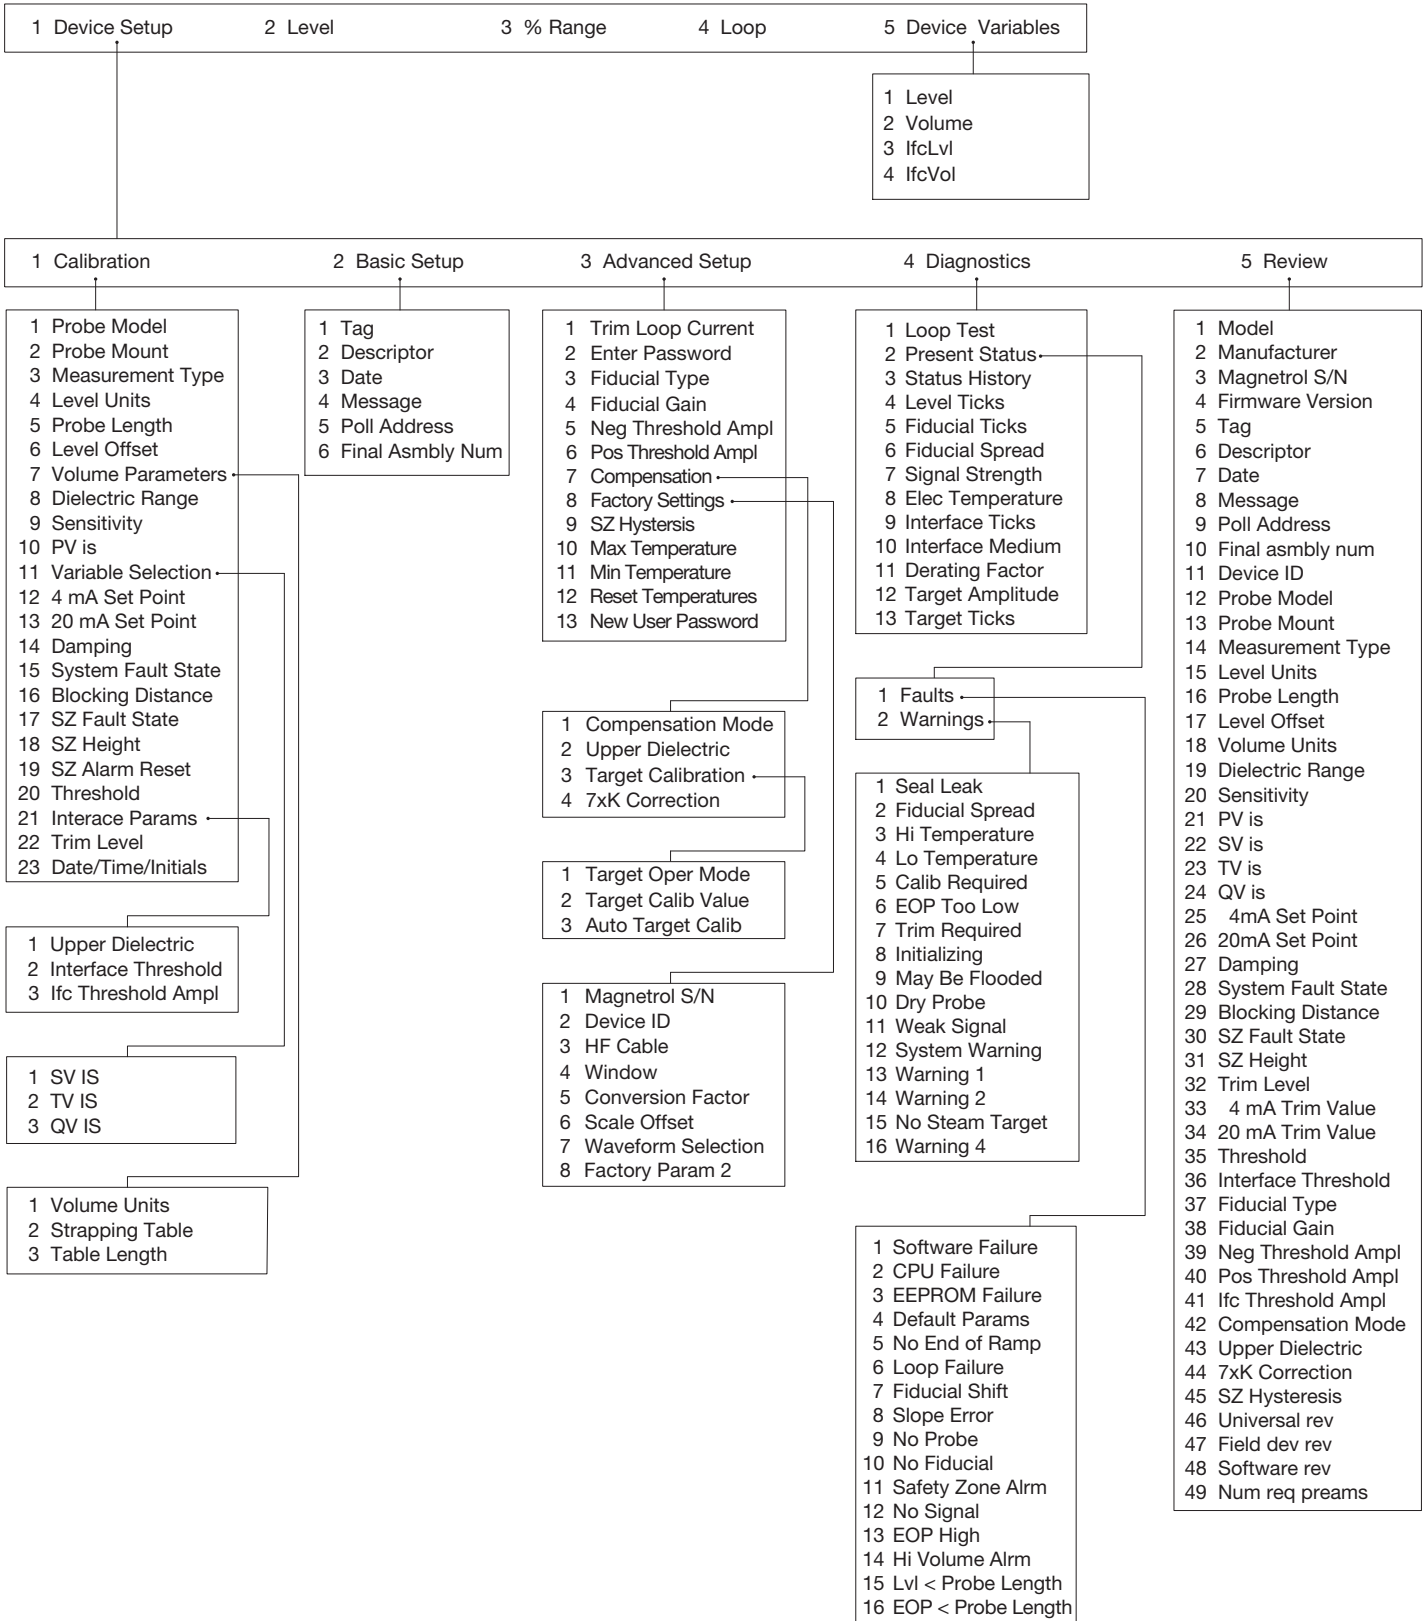 1 Device Setup 2 Level 3 % Range 4 Loop 5 Device Variables
1 Level
2 Volume
3 IfcLvl
4 IfcVol
1 Calibration 2 Basic Setup 3 Advanced Setup 4 Diagnostics 5 Review
1 Probe Model
2 Probe Mount
3 Measurement Type
4 Level Units
5 Probe Length
6 Level Offset
7 Volume Parameters
8 Dielectric Range
9 Sensitivity
10 PV is
11 Variable Selection
12 4 mA Set Point
13 20 mA Set Point
14 Damping
15 System Fault State
16 Blocking Distance
17 SZ Fault State
18 SZ Height
19 SZ Alarm Reset
20 Threshold
21 Interace Params
22 Trim Level
23 Date/Time/Initials
1 Upper Dielectric
2 Interface Threshold
3 Ifc Threshold Ampl
1 SV IS
2 TV IS
3 QV IS
1 Volume Units
2 Strapping Table
3 Table Length
1 Tag
2 Descriptor
3 Date
4 Message
5 Poll Address
6 Final Asmbly Num
1 Trim Loop Current
2 Enter Password
3 Fiducial Type
4 Fiducial Gain
5 Neg Threshold Ampl
6 Pos Threshold Ampl
7 Compensation
8 Factory Settings
9 SZ Hystersis
10 Max Temperature
11 Min Temperature
12 Reset Temperatures
13 New User Password
1 Compensation Mode
2 Upper Dielectric
3 Target Calibration
4 7xK Correction
1 Target Oper Mode
2 Target Calib Value
3 Auto Target Calib
1 Magnetrol S/N
2 Device ID
3 HF Cable
4 Window
5 Conversion Factor
6 Scale Offset
7 Waveform Selection
8 Factory Param 2
1 Loop Test
2 Present Status
3 Status History
4 Level Ticks
5 Fiducial Ticks
6 Fiducial Spread
7 Signal Strength
8 Elec Temperature
9 Interface Ticks
10 Interface Medium
11 Derating Factor
12 Target Amplitude
13 Target Ticks
1 Faults
2 Warnings
1 Seal Leak
2 Fiducial Spread
3 Hi Temperature
4 Lo Temperature
5 Calib Required
6 EOP Too Low
7 Trim Required
8 Initializing
9 May Be Flooded
10 Dry Probe
11 Weak Signal
12 System Warning
13 Warning 1
14 Warning 2
15 No Steam Target
16 Warning 4
1 Software Failure
2 CPU Failure
3 EEPROM Failure
4 Default Params
5 No End of Ramp
6 Loop Failure
7 Fiducial Shift
8 Slope Error
9 No Probe
10 No Fiducial
11 Safety Zone Alrm
12 No Signal
13 EOP High
14 Hi Volume Alrm
15 Lvl < Probe Length
16 EOP < Probe Length
1 Model
2 Manufacturer
3 Magnetrol S/N
4 Firmware Version
5 Tag
6 Descriptor
7 Date
8 Message
9 Poll Address
10 Final asmbly num
11 Device ID
12 Probe Model
13 Probe Mount
14 Measurement Type
15 Level Units
16 Probe Length
17 Level Offset
18 Volume Units
19 Dielectric Range
20 Sensitivity
21 PV is
22 SV is
23 TV is
24 QV is
25 4mA Set Point
26 20mA Set Point
27 Damping
28 System Fault State
29 Blocking Distance
30 SZ Fault State
31 SZ Height
32 Trim Level
33 4 mA Trim Value
34 20 mA Trim Value
35 Threshold
36 Interface Threshold
37 Fiducial Type
38 Fiducial Gain
39 Neg Threshold Ampl
40 Pos Threshold Ampl
41 Ifc Threshold Ampl
42 Compensation Mode
43 Upper Dielectric
44 7xK Correction
45 SZ Hysteresis
46 Universal rev
47 Field dev rev
48 Software rev
49 Num req preams